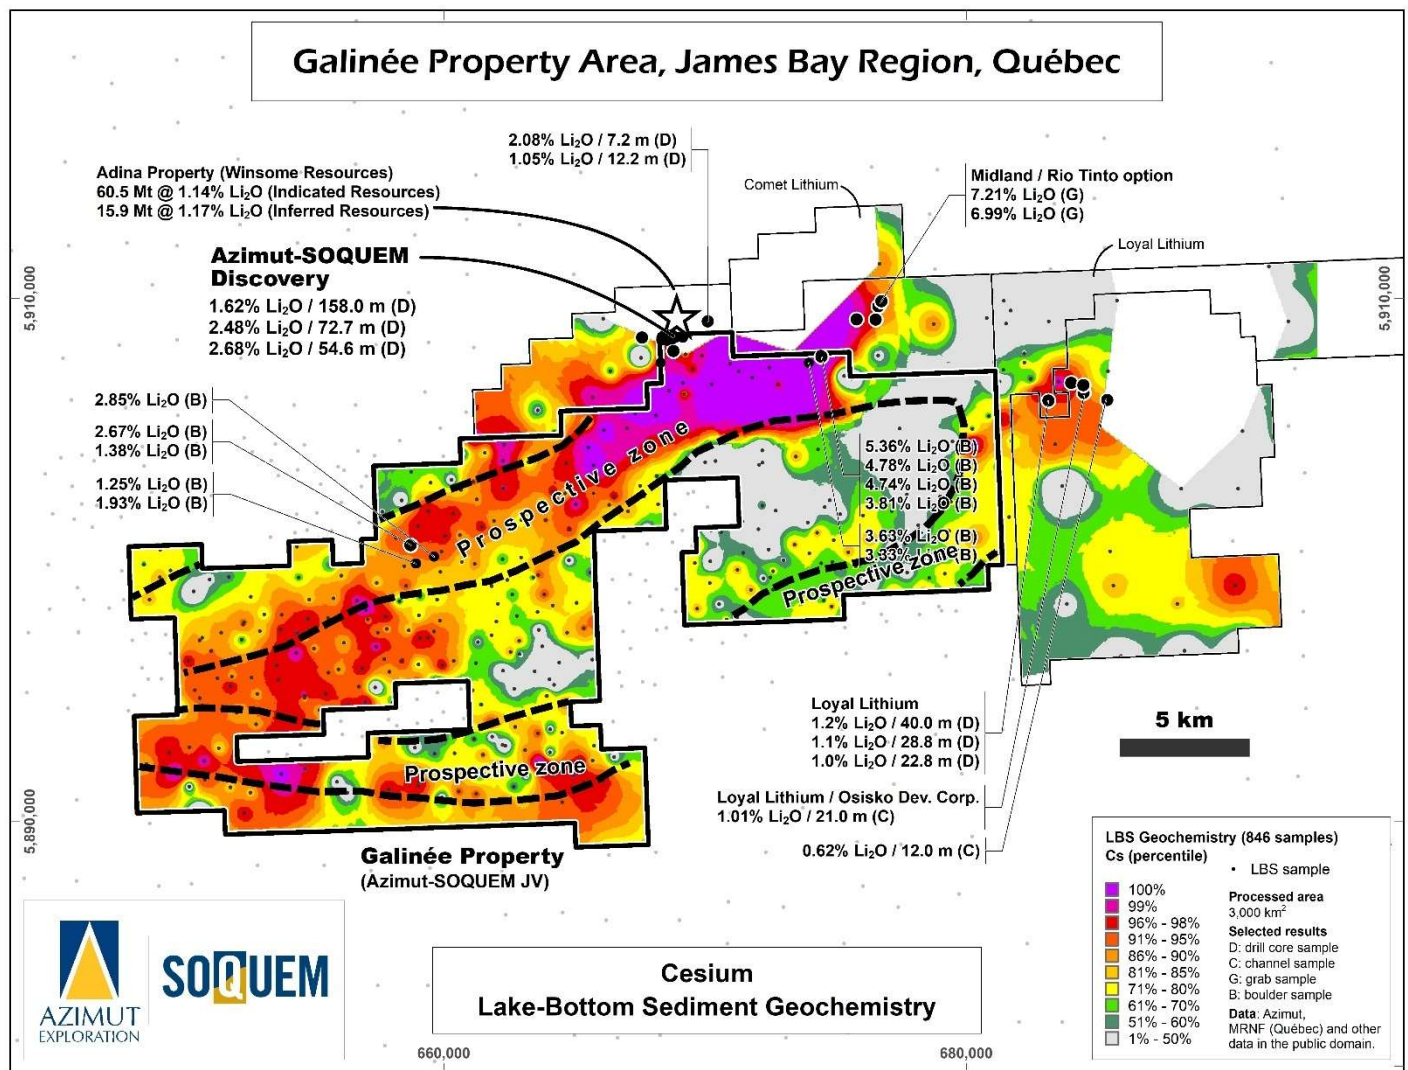 Galinée Property Area, James Bay Region, Québec
2.08% Li₂O / 7.2 m (D)
1.05% Li₂O / 12.2 m (D)
Adina Property (Winsome Resources)
60.5 Mt @ 1.14% Li₂O (Indicated Resources)
15.9 Mt @ 1.17% Li₂O (Inferred Resources)
Comet Lithium
Midland / Rio Tinto option
7.21% Li₂O (G)
6.99% Li₂O (G)
Loyal Lithium
Azimut-SOQUEM
Discovery
1.62% Li₂O / 158.0 m (D)
2.48% Li₂O / 72.7 m (D)
2.68% Li₂O / 54.6 m (D)
5,910,000
5,910,000
2.85% Li₂O (B)
2.67% Li₂O (B)
1.38% Li₂O (B)
1.25% Li₂O (B)
1.93% Li₂O (B)
Prospective zone
5.36% Li₂O (B)
4.78% Li₂O (B)
4.74% Li₂O (B)
3.81% Li₂O (B)
3.63% Li₂O (B)
3.33% Li₂O (B)
Prospective zone
Prospective zone
Loyal Lithium
1.2% Li₂O / 40.0 m (D)
1.1% Li₂O / 28.8 m (D)
1.0% Li₂O / 22.8 m (D)
5 km
Loyal Lithium / Osisko Dev. Corp.
1.01% Li₂O / 21.0 m (C)
0.62% Li₂O / 12.0 m (C)
5,890,000
Galinée Property
(Azimut-SOQUEM JV)
LBS Geochemistry (846 samples)
Cs (percentile)
100%
99%
96% - 98%
91% - 95%
86% - 90%
81% - 85%
71% - 80%
61% - 70%
51% - 60%
1% - 50%
LBS sample
Processed area
3,000 km²
Selected results
D: drill core sample
C: channel sample
G: grab sample
B: boulder sample
Data: Azimut,
MRNF (Québec) and other
data in the public domain.
AZIMUT
EXPLORATION
SOQUEM
Cesium
Lake-Bottom Sediment Geochemistry
660,000
680,000